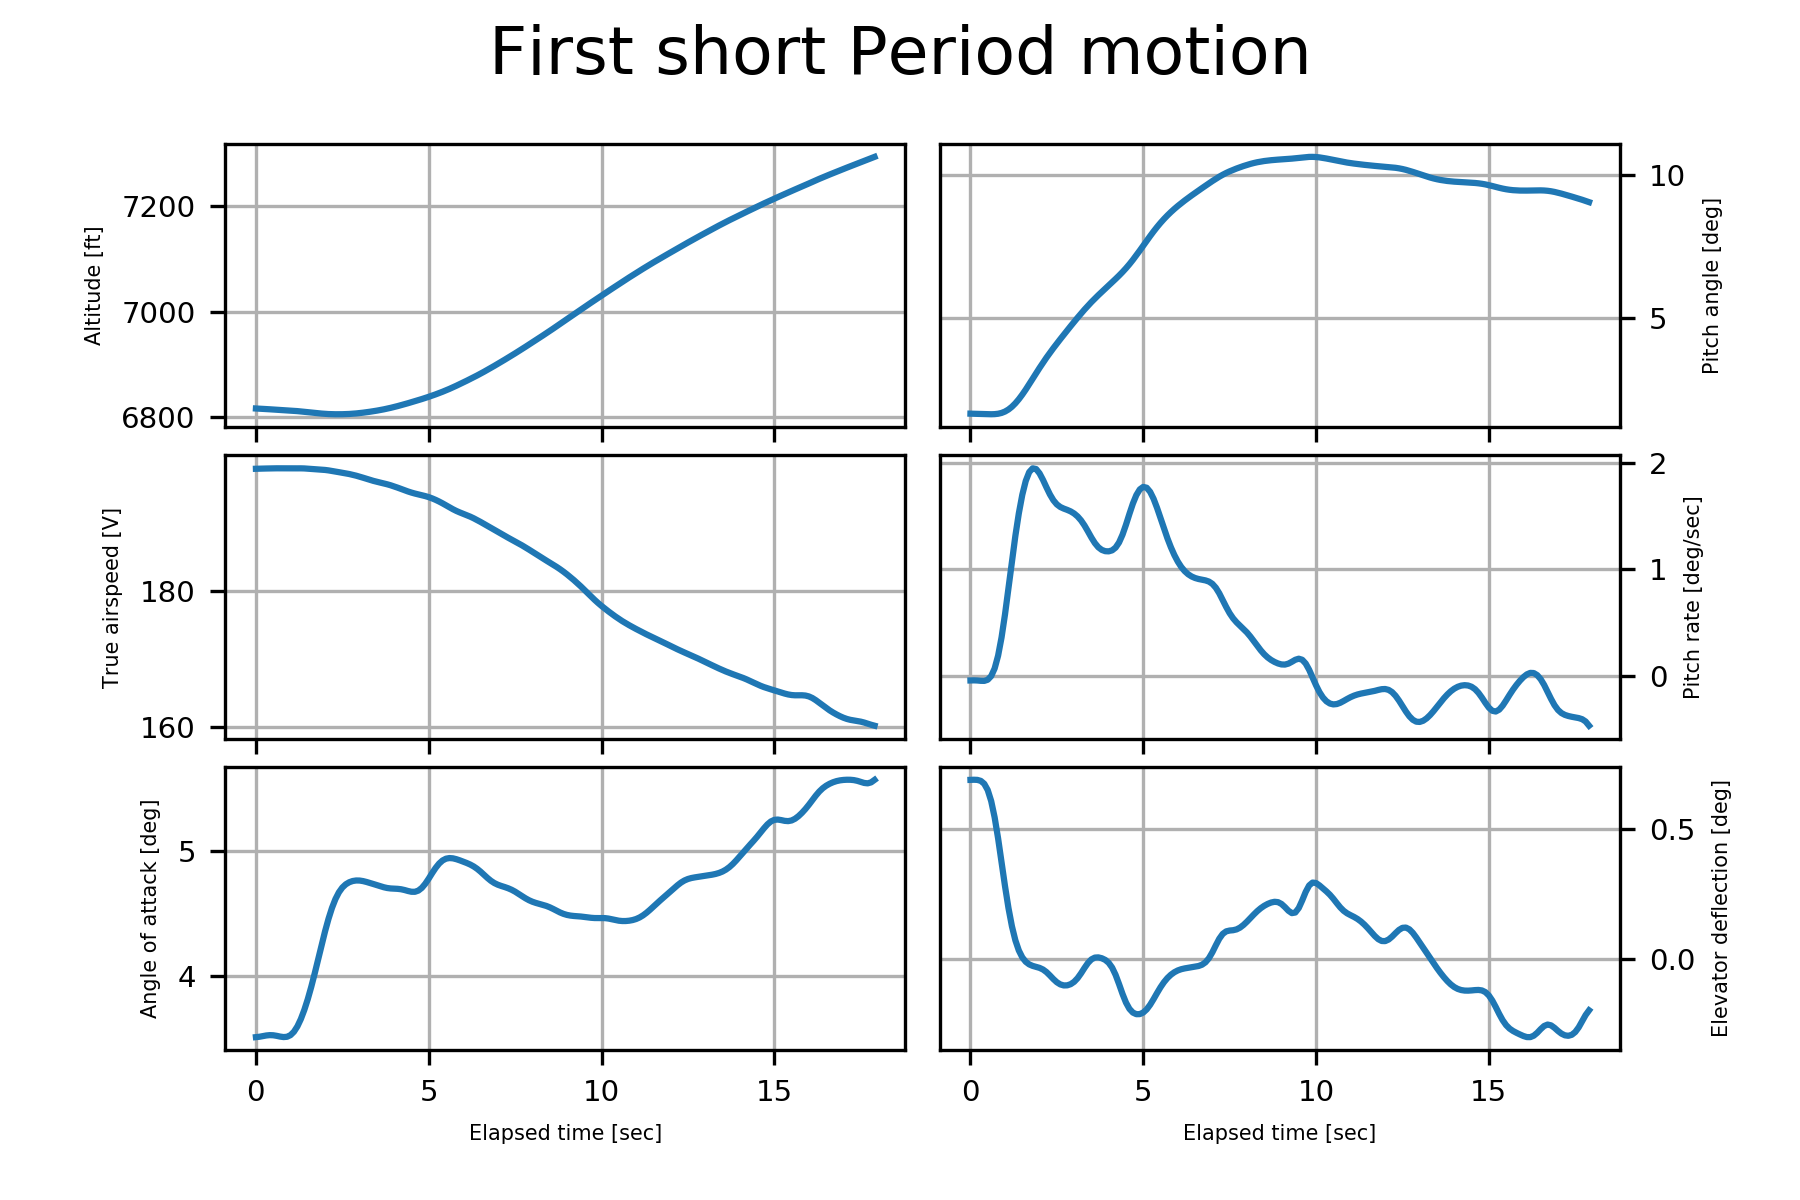 First short Period motion
Altitude [ft]
7200
7000
6800
Pitch angle [deg]
10
5
True airspeed [V]
180
160
Pitch rate [deg/sec]
2
1
0
Angle of attack [deg]
5
4
0 5 10 15
Elapsed time [sec]
Elevator deflection [deg]
0.5
0.0
0 5 10 15
Elapsed time [sec]